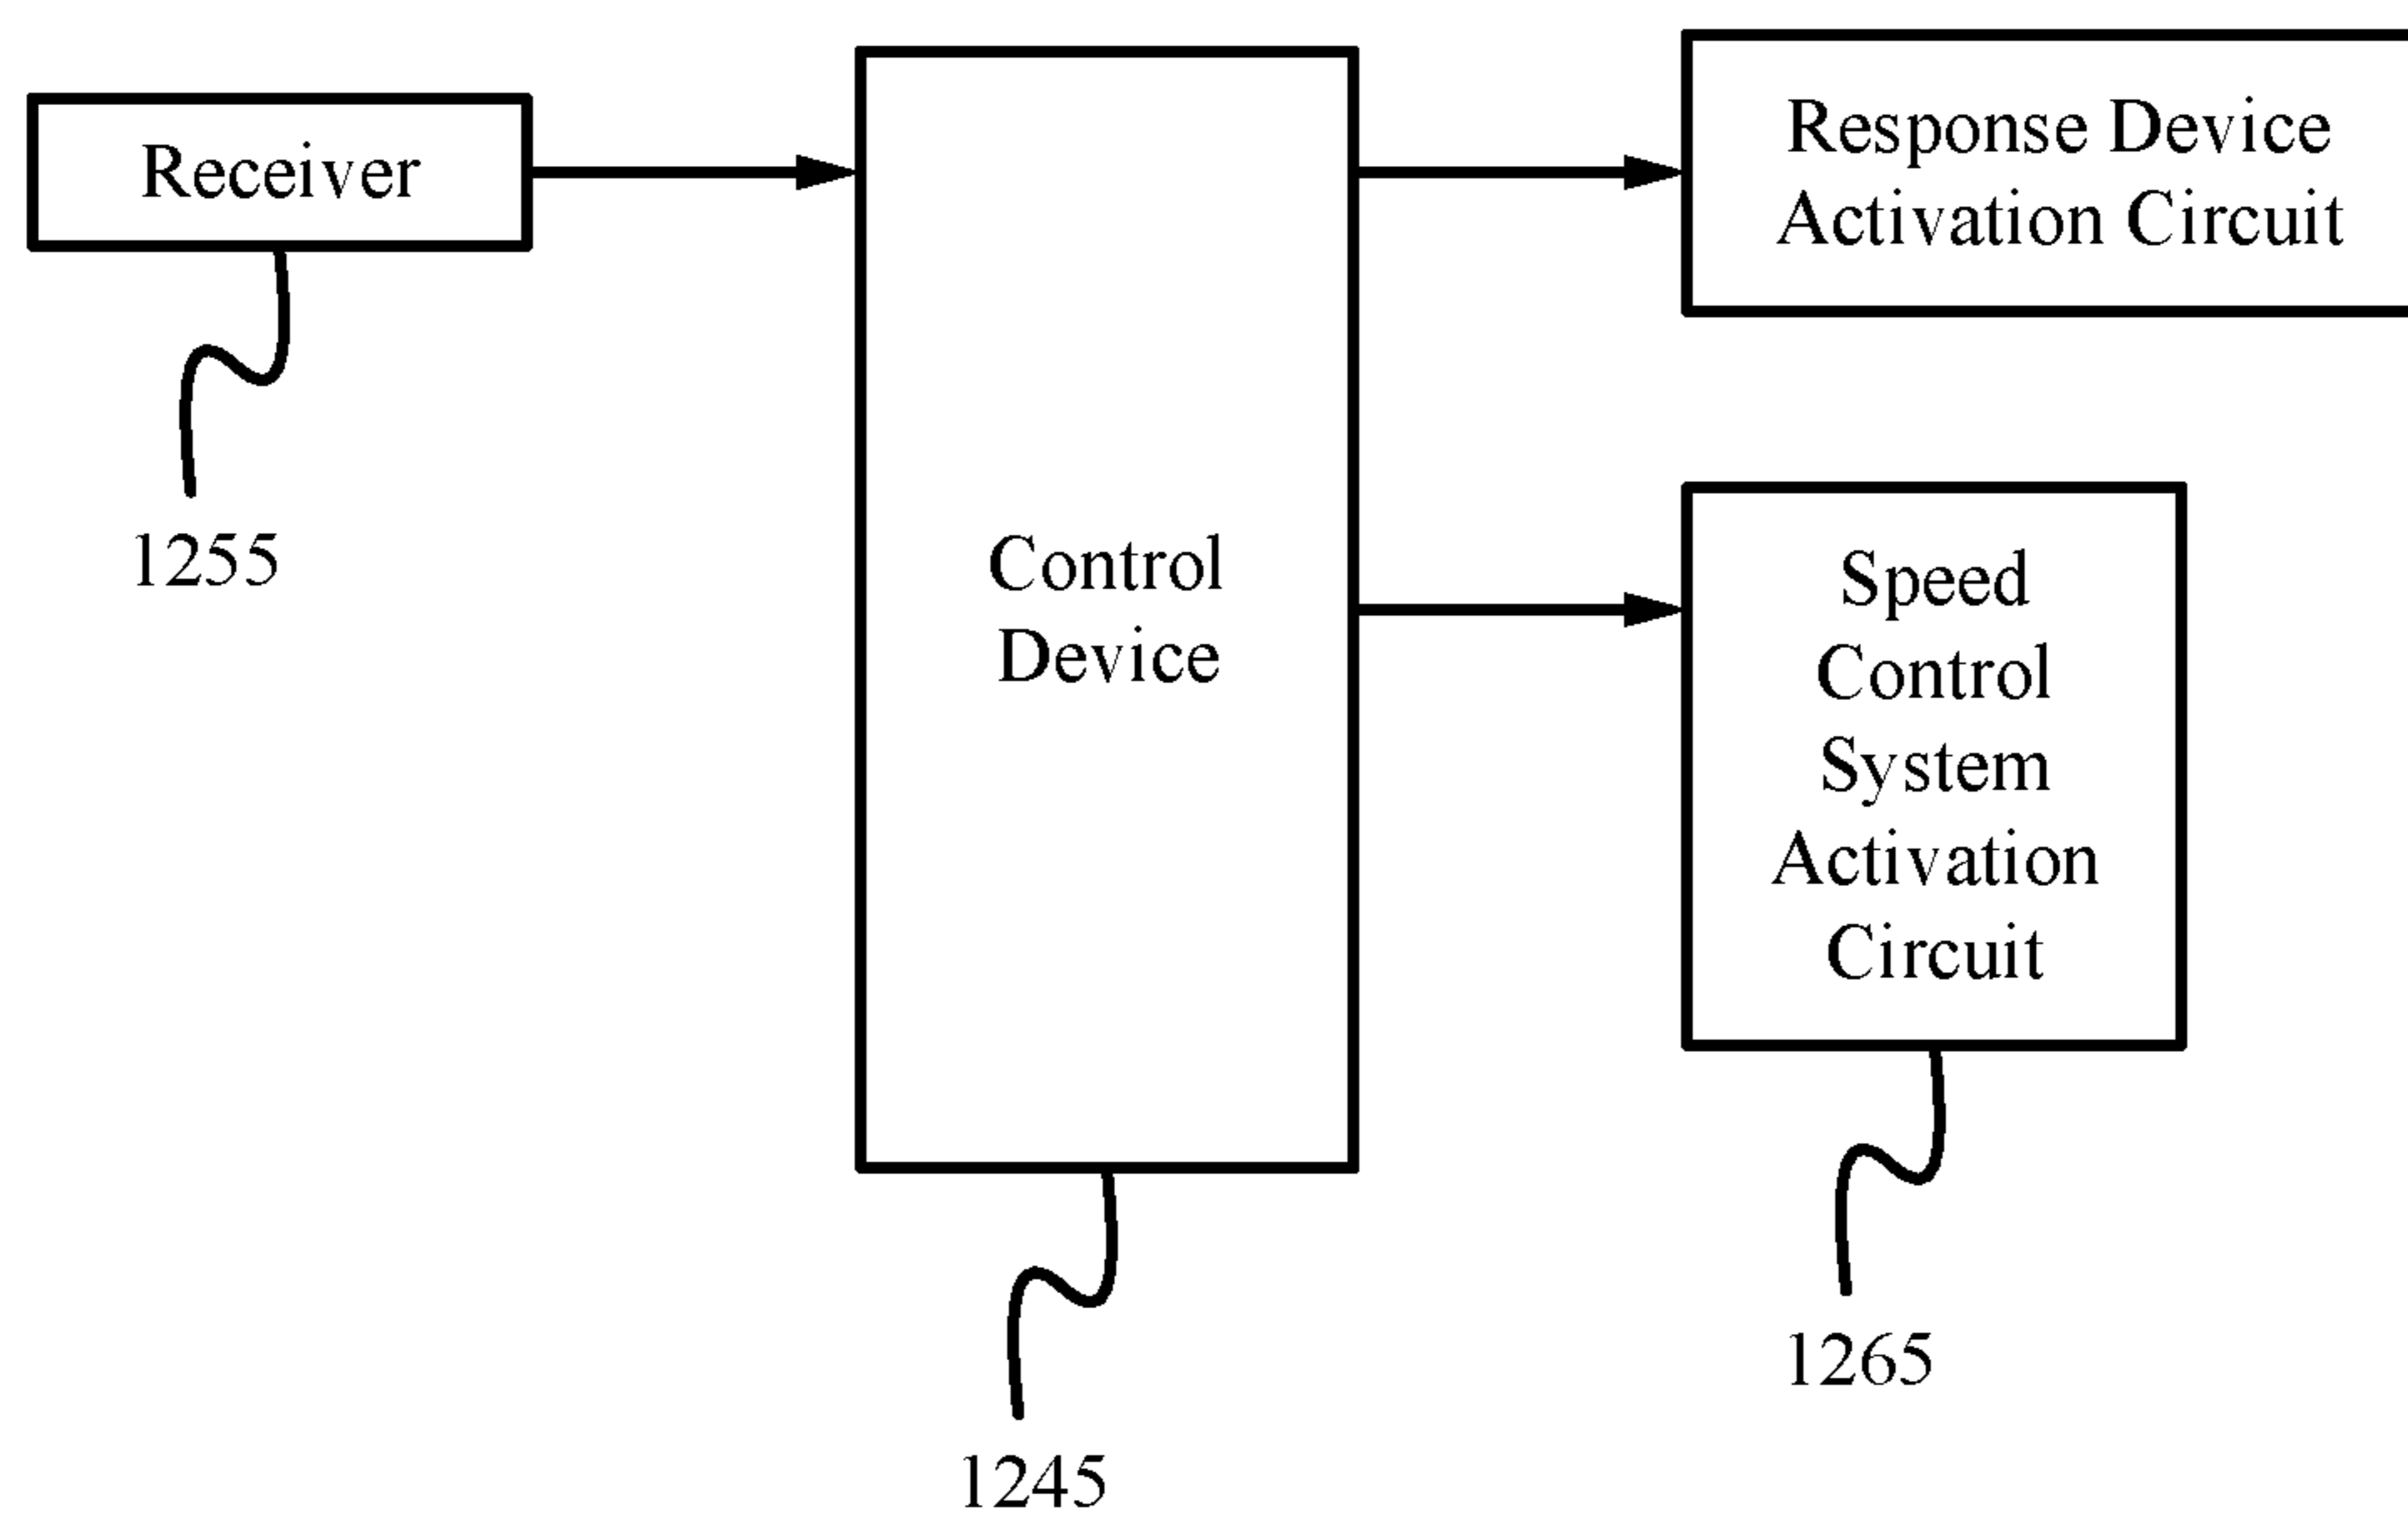 Receiver
1255
Control
Device
1245
Response Device
Activation Circuit
Speed
Control
System
Activation
Circuit
1265